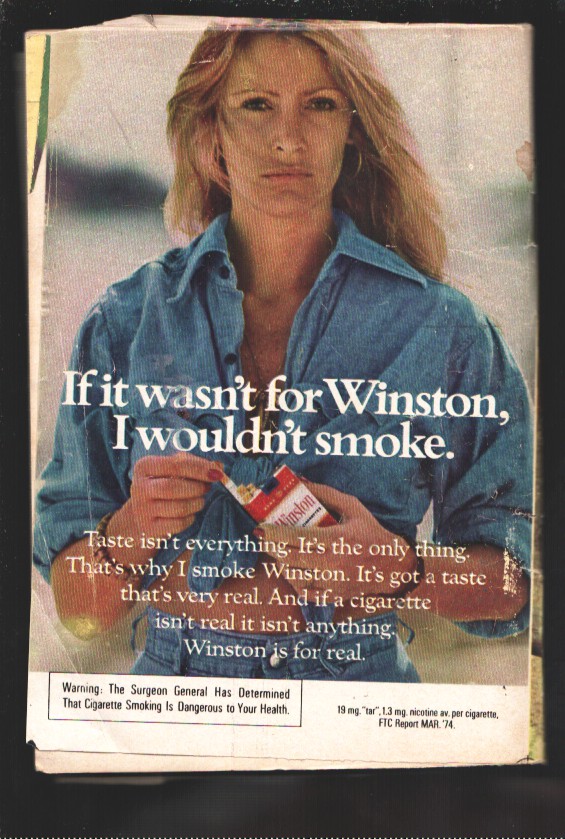 If it wasn't for Winston,
I wouldn't smoke.
Winston
Taste isn't everything. It's the only thing.
That's why I smoke Winston. It's got a taste
that's very real. And if a cigarette
isn't real it isn't anything.
Winston is for real.
Warning: The Surgeon General Has Determined
That Cigarette Smoking Is Dangerous to Your Health.
19 mg. "tar", 1.3 mg. nicotine av. per cigarette,
FTC Report MAR. '74.